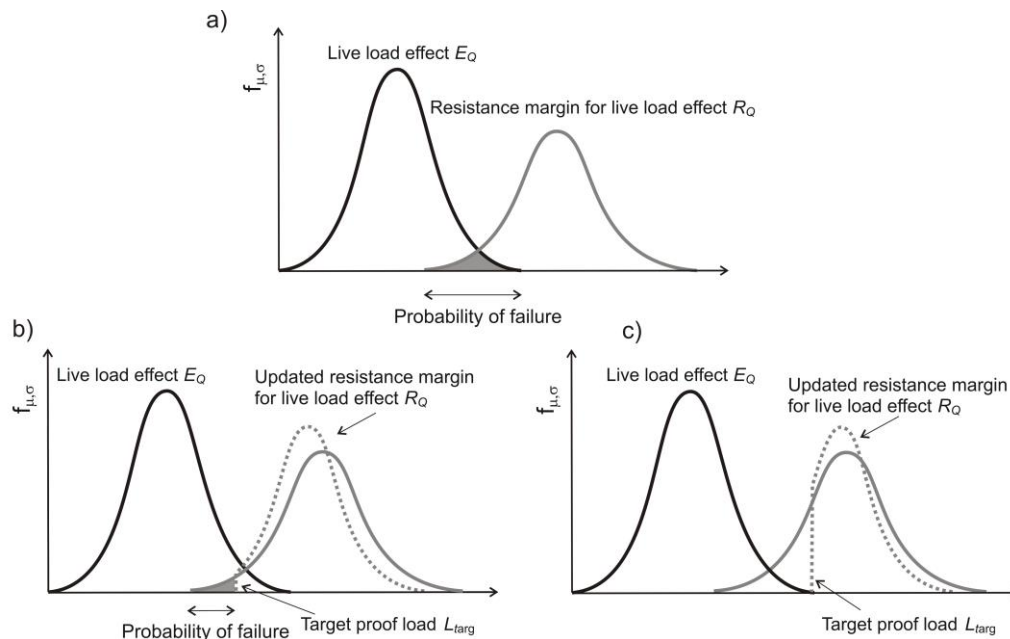 a)
Live load effect E_Q
f_μ,σ
Resistance margin for live load effect R_Q
Probability of failure
b)
Live load effect E_Q
Updated resistance margin
for live load effect R_Q
f_μ,σ
Target proof load L_targ
Probability of failure
c)
Live load effect E_Q
Updated resistance margin
for live load effect R_Q
f_μ,σ
Target proof load L_targ